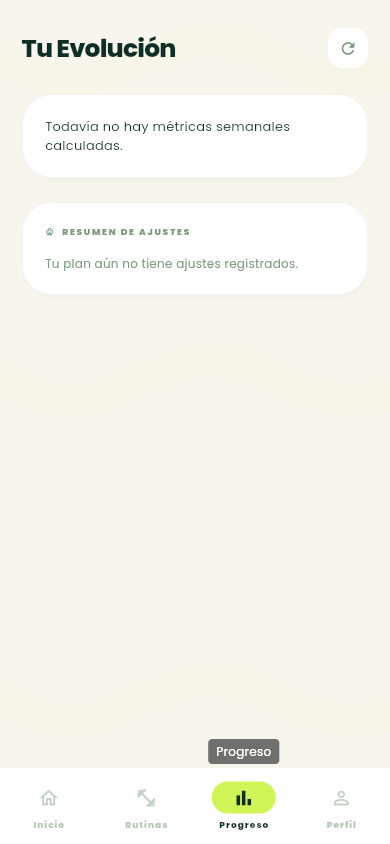 Tu Evolución
Todavía no hay métricas semanales
calculadas.
RESUMEN DE AJUSTES
Tu plan aún no tiene ajustes registrados.
Progreso
Inicio
Rutinas
Progreso
Perfil